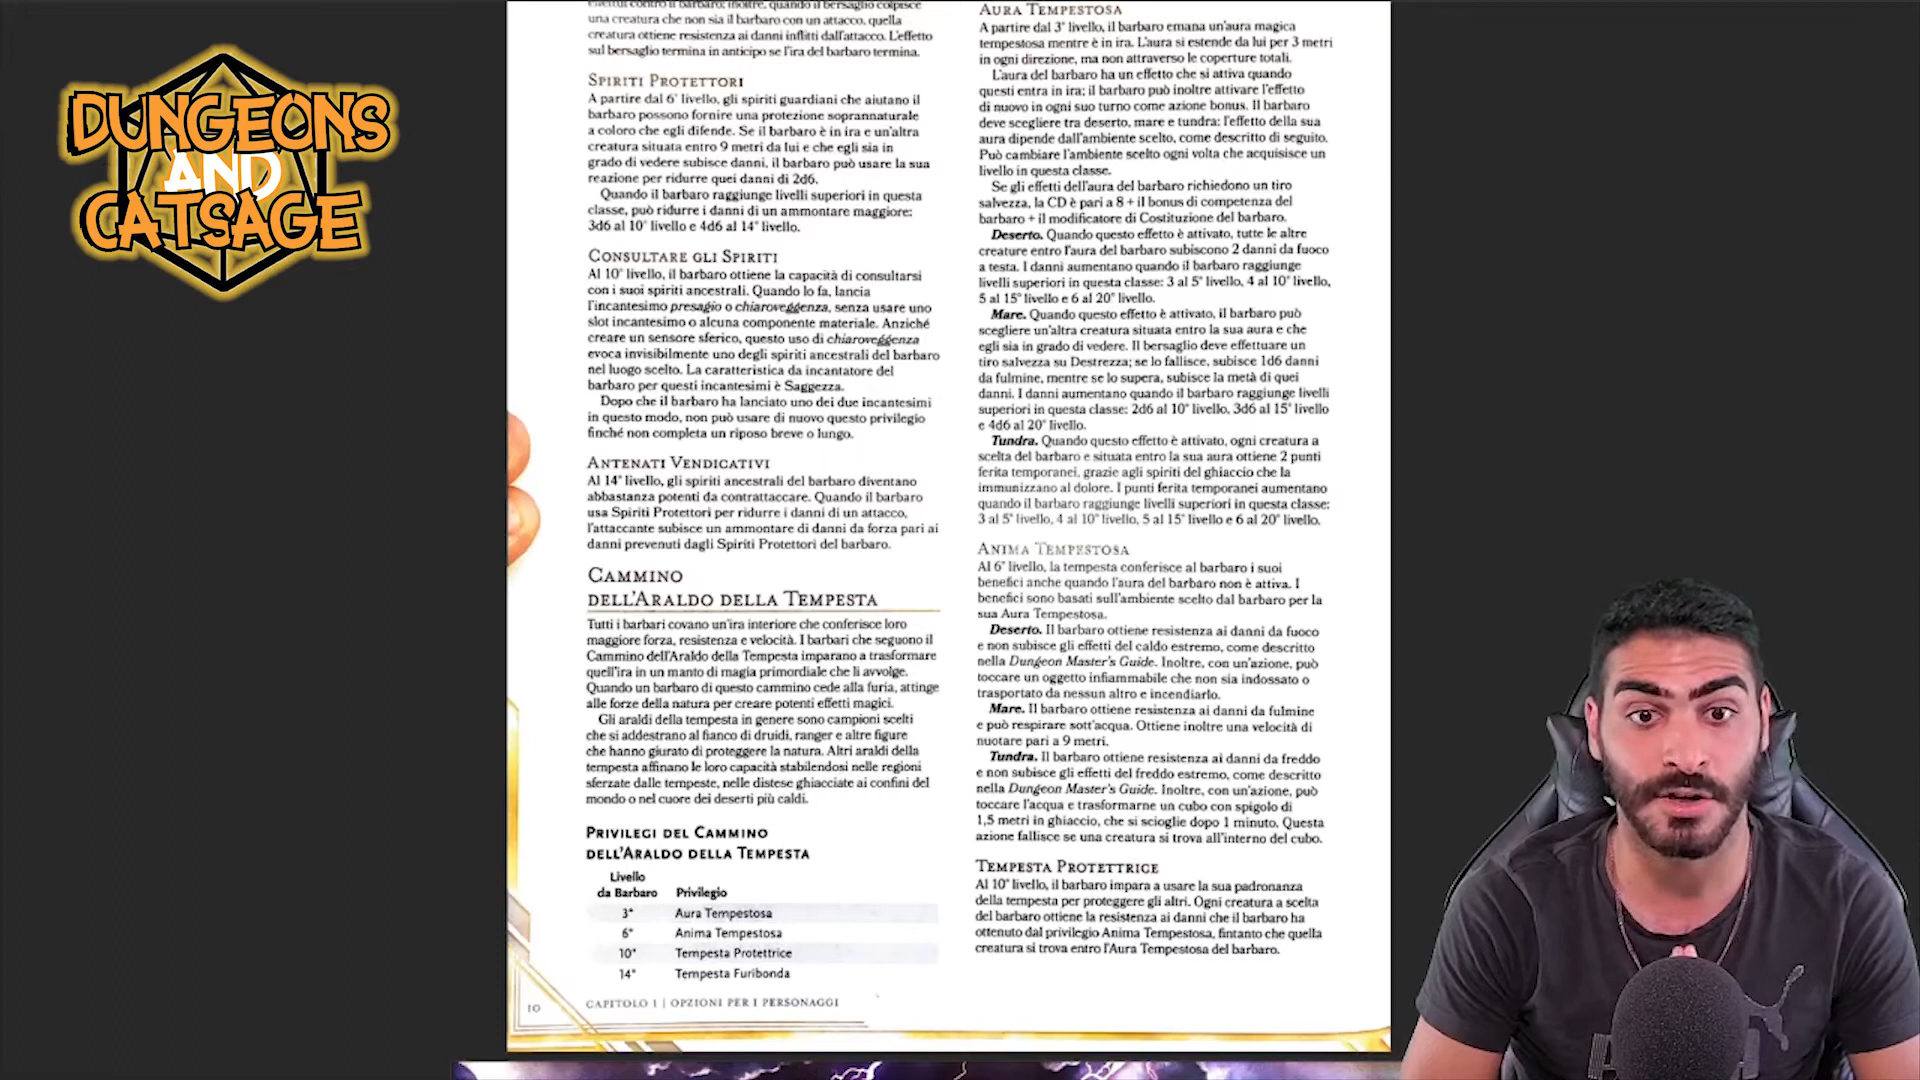 DUNGEONS
AND
CATSAGE
effettui contro il barbaro; inoltre, quando il bersaglio colpisce
una creatura che non sia il barbaro con un attacco, quella
creatura ottiene resistenza ai danni inflitti dall'attacco. L'effetto
sul bersaglio termina in anticipo se l'ira del barbaro termina.
SPIRITI PROTETTORI
A partire dal 6° livello, gli spiriti guardiani che aiutano il
barbaro possono fornire una protezione soprannaturale
a coloro che egli difende. Se il barbaro è in ira e un'altra
creatura situata entro 9 metri da lui e che egli sia in
grado di vedere subisce danni, il barbaro può usare la sua
reazione per ridurre quei danni di 2d6.
Quando il barbaro raggiunge livelli superiori in questa
classe, può ridurre i danni di un ammontare maggiore:
3d6 al 10° livello e 4d6 al 14° livello.
CONSULTARE GLI SPIRITI
Al 10° livello, il barbaro ottiene la capacità di consultarsi
con i suoi spiriti ancestrali. Quando lo fa, lancia
l'incantesimo presagio o chiaroveggenza, senza usare uno
slot incantesimo o alcuna componente materiale. Anziché
creare un sensore sferico, questo uso di chiaroveggenza
evoca invisibilmente uno degli spiriti ancestrali del barbaro
nel luogo scelto. La caratteristica da incantatore del
barbaro per questi incantesimi è Saggezza.
Dopo che il barbaro ha lanciato uno dei due incantesimi
in questo modo, non può usare di nuovo questo privilegio
finché non completa un riposo breve o lungo.
ANTENATI VENDICATIVI
Al 14° livello, gli spiriti ancestrali del barbaro diventano
abbastanza potenti da contrattaccare. Quando il barbaro
usa Spiriti Protettori per ridurre i danni di un attacco,
l'attaccante subisce un ammontare di danni da forza pari ai
danni prevenuti dagli Spiriti Protettori del barbaro.
CAMMINO
DELL'ARALDO DELLA TEMPESTA
Tutti i barbari covano un'ira interiore che conferisce loro
maggiore forza, resistenza e velocità. I barbari che seguono il
Cammino dell'Araldo della Tempesta imparano a trasformare
quell'ira in un manto di magia primordiale che li avvolge.
Quando un barbaro di questo cammino cede alla furia, attinge
alle forze della natura per creare potenti effetti magici.
Gli araldi della tempesta in genere sono campioni scelti
che si addestrano al fianco di druidi, ranger e altre figure
che hanno giurato di proteggere la natura. Altri araldi della
tempesta affinano le loro capacità stabilendosi nelle regioni
sferzate dalle tempeste, nelle distese ghiacciate ai confini del
mondo o nel cuore dei deserti più caldi.
PRIVILEGI DEL CAMMINO
DELL'ARALDO DELLA TEMPESTA
Livello
da Barbaro Privilegio
3° Aura Tempestosa
6° Anima Tempestosa
10° Tempesta Protettrice
14° Tempesta Furibonda
10 CAPITOLO 1 | OPZIONI PER I PERSONAGGI
AURA TEMPESTOSA
A partire dal 3° livello, il barbaro emana un'aura magica
tempestosa mentre è in ira. L'aura si estende da lui per 3 metri
in ogni direzione, ma non attraverso le coperture totali.
L'aura del barbaro ha un effetto che si attiva quando
questi entra in ira; il barbaro può inoltre attivare l'effetto
di nuovo in ogni suo turno come azione bonus. Il barbaro
deve scegliere tra deserto, mare e tundra: l'effetto della sua
aura dipende dall'ambiente scelto, come descritto di seguito.
Può cambiare l'ambiente scelto ogni volta che acquisisce un
livello in questa classe.
Se gli effetti dell'aura del barbaro richiedono un tiro
salvezza, la CD è pari a 8 + il bonus di competenza del
barbaro + il modificatore di Costituzione del barbaro.
Deserto. Quando questo effetto è attivato, tutte le altre
creature entro l'aura del barbaro subiscono 2 danni da fuoco
a testa. I danni aumentano quando il barbaro raggiunge
livelli superiori in questa classe: 3 al 5° livello, 4 al 10° livello,
5 al 15° livello e 6 al 20° livello.
Mare. Quando questo effetto è attivato, il barbaro può
scegliere un'altra creatura situata entro la sua aura e che
egli sia in grado di vedere. Il bersaglio deve effettuare un
tiro salvezza su Destrezza; se lo fallisce, subisce 1d6 danni
da fulmine, mentre se lo supera, subisce la metà di quei
danni. I danni aumentano quando il barbaro raggiunge livelli
superiori in questa classe: 2d6 al 10° livello, 3d6 al 15° livello
e 4d6 al 20° livello.
Tundra. Quando questo effetto è attivato, ogni creatura a
scelta del barbaro e situata entro la sua aura ottiene 2 punti
ferita temporanei, grazie agli spiriti del ghiaccio che la
immunizzano al dolore. I punti ferita temporanei aumentano
quando il barbaro raggiunge livelli superiori in questa classe:
3 al 5° livello, 4 al 10° livello, 5 al 15° livello e 6 al 20° livello.
ANIMA TEMPESTOSA
Al 6° livello, la tempesta conferisce al barbaro i suoi
benefici anche quando l'aura del barbaro non è attiva. I
benefici sono basati sull'ambiente scelto dal barbaro per la
sua Aura Tempestosa.
Deserto. Il barbaro ottiene resistenza ai danni da fuoco
e non subisce gli effetti del caldo estremo, come descritto
nella Dungeon Master's Guide. Inoltre, con un'azione, può
toccare un oggetto infiammabile che non sia indossato o
trasportato da nessun altro e incendiarlo.
Mare. Il barbaro ottiene resistenza ai danni da fulmine
e può respirare sott'acqua. Ottiene inoltre una velocità di
nuotare pari a 9 metri.
Tundra. Il barbaro ottiene resistenza ai danni da freddo
e non subisce gli effetti del freddo estremo, come descritto
nella Dungeon Master's Guide. Inoltre, con un'azione, può
toccare l'acqua e trasformarne un cubo con spigolo di
1,5 metri in ghiaccio, che si scioglie dopo 1 minuto. Questa
azione fallisce se una creatura si trova all'interno del cubo.
TEMPESTA PROTETTRICE
Al 10° livello, il barbaro impara a usare la sua padronanza
della tempesta per proteggere gli altri. Ogni creatura a scelta
del barbaro ottiene la resistenza ai danni che il barbaro ha
ottenuto dal privilegio Anima Tempestosa, fintanto che quella
creatura si trova entro l'Aura Tempestosa del barbaro.